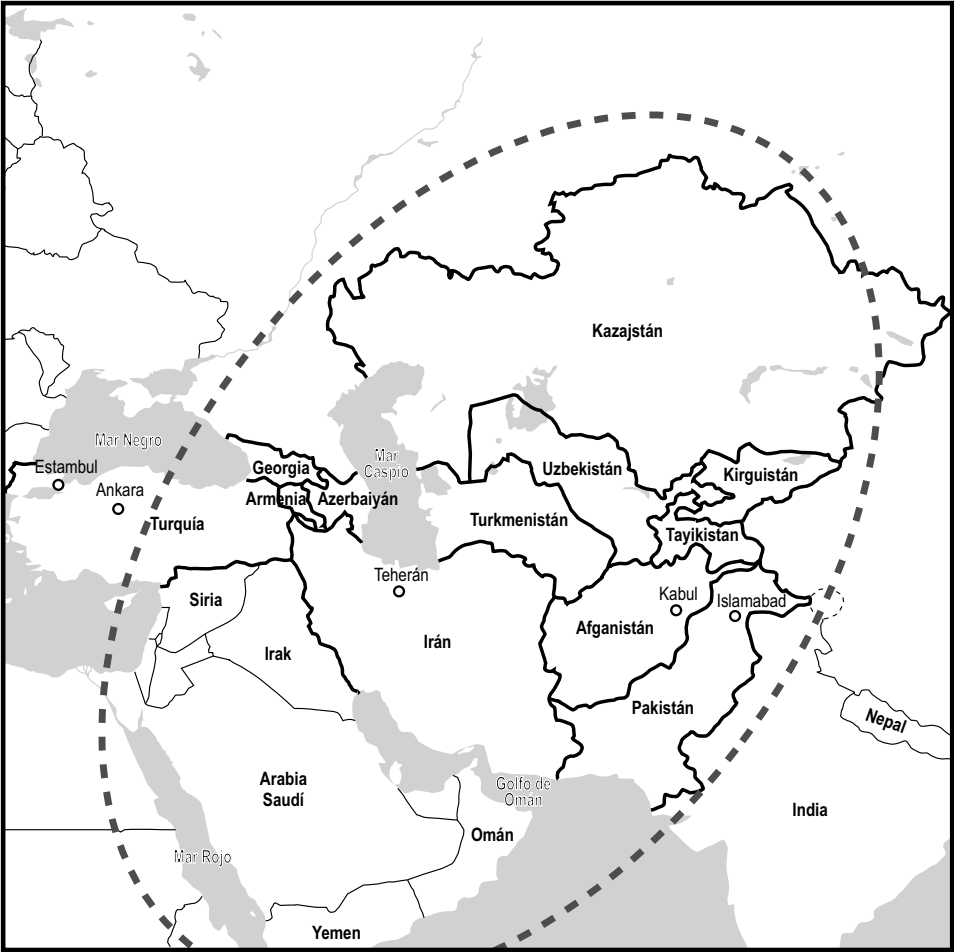 Kazajstán
Mar Negro
Mar
Caspio
Estambul
Georgia
Uzbekistán
Kirguistán
Ankara
Armenia
Azerbaiyán
Turquía
Turkmenistán
Tayikistan
Teherán
Siria
Kabul
Islamabad
Afganistán
Irán
Irak
Pakistán
Nepal
Arabia
Saudí
Golfo de
Omán
India
Omán
Mar Rojo
Yemen